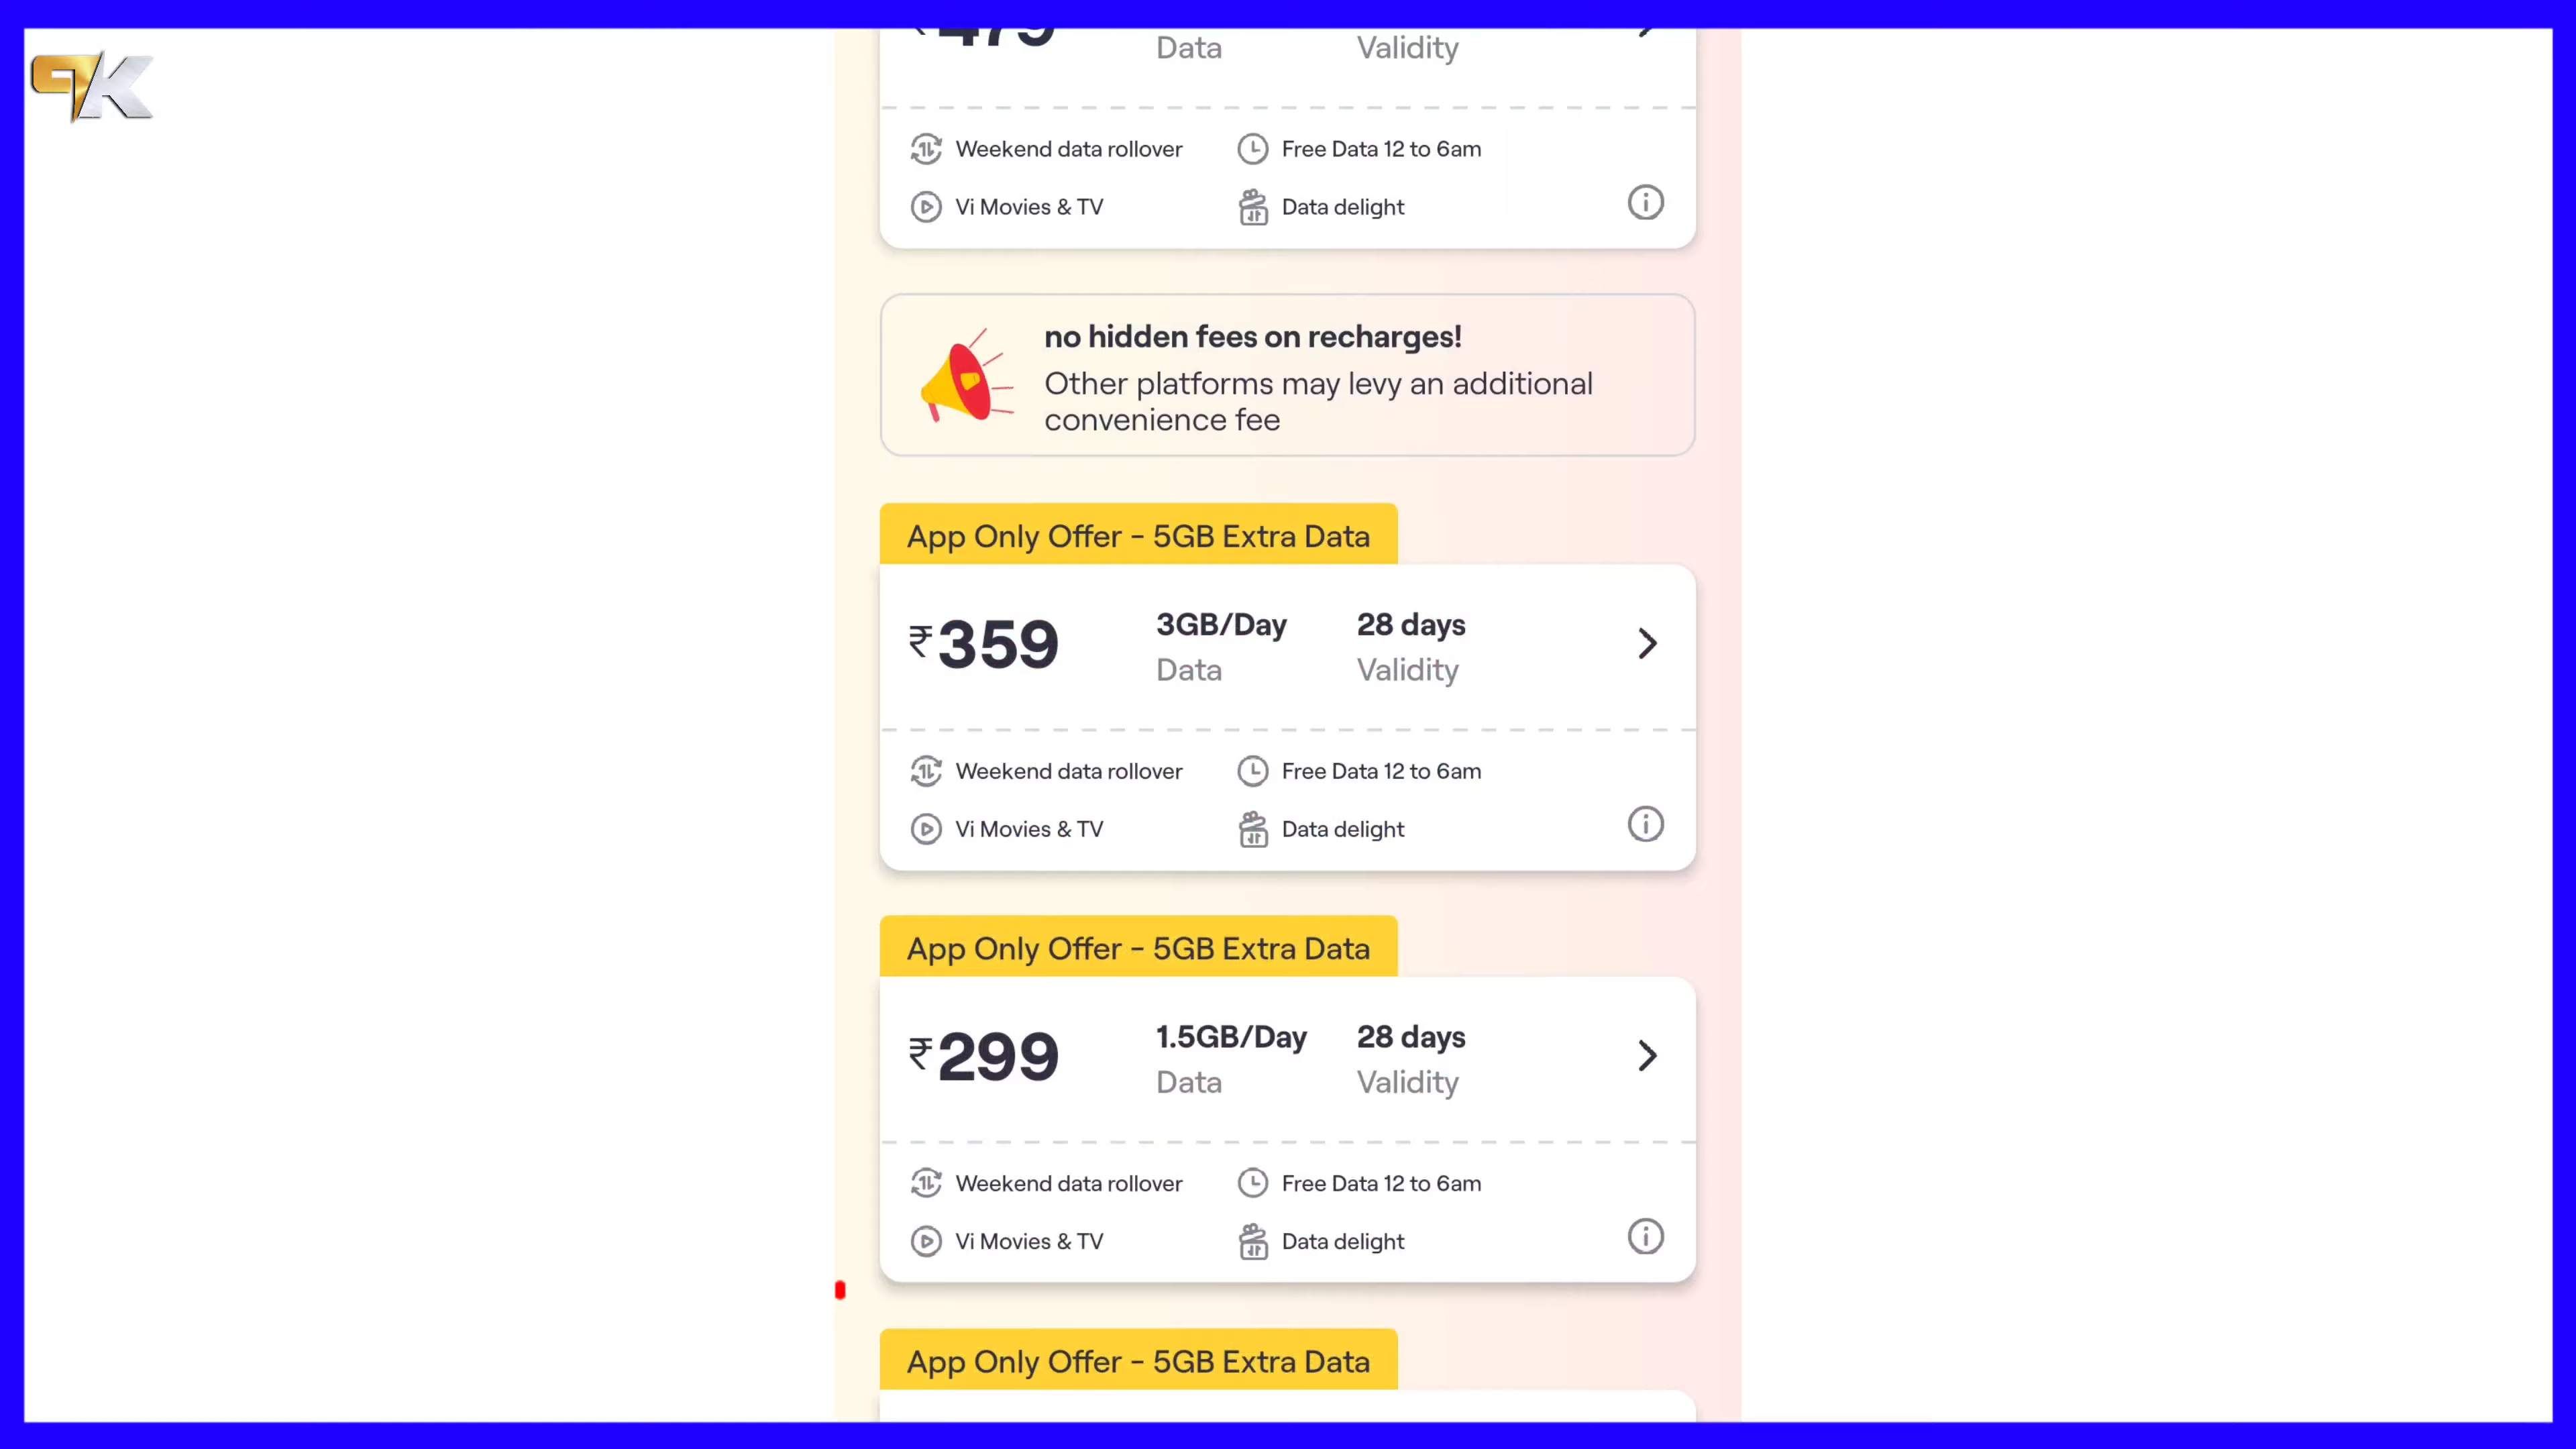 ₹479
Data
Validity
Weekend data rollover
Free Data 12 to 6am
Vi Movies & TV
Data delight
no hidden fees on recharges!
Other platforms may levy an additional
convenience fee
App Only Offer - 5GB Extra Data
₹359
3GB/Day
28 days
Data
Validity
Weekend data rollover
Free Data 12 to 6am
Vi Movies & TV
Data delight
App Only Offer - 5GB Extra Data
₹299
1.5GB/Day
28 days
Data
Validity
Weekend data rollover
Free Data 12 to 6am
Vi Movies & TV
Data delight
App Only Offer - 5GB Extra Data